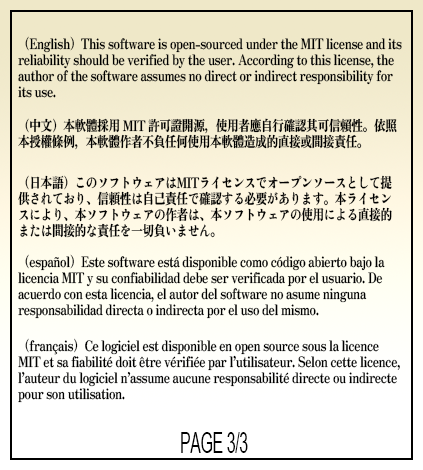 （English）This software is open-sourced under the MIT license and its
reliability should be verified by the user. According to this license, the
author of the software assumes no direct or indirect responsibility for
its use.
（中文）本軟體採用 MIT 許可證開源，使用者應自行確認其可信賴性。依照
本授權條例，本軟體作者不負任何使用本軟體造成的直接或間接責任。
（日本語）このソフトウェアはMITライセンスでオープンソースとして提
供されており、信頼性は自己責任で確認する必要があります。本ライセン
スにより、本ソフトウェアの作者は、本ソフトウェアの使用による直接的
または間接的な責任を一切負いません。
（español）Este software está disponible como código abierto bajo la
licencia MIT y su confiabilidad debe ser verificada por el usuario. De
acuerdo con esta licencia, el autor del software no asume ninguna
responsabilidad directa o indirecta por el uso del mismo.
（français）Ce logiciel est disponible en open source sous la licence
MIT et sa fiabilité doit être vérifiée par l’utilisateur. Selon cette licence,
l’auteur du logiciel n’assume aucune responsabilité directe ou indirecte
pour son utilisation.
PAGE 3/3